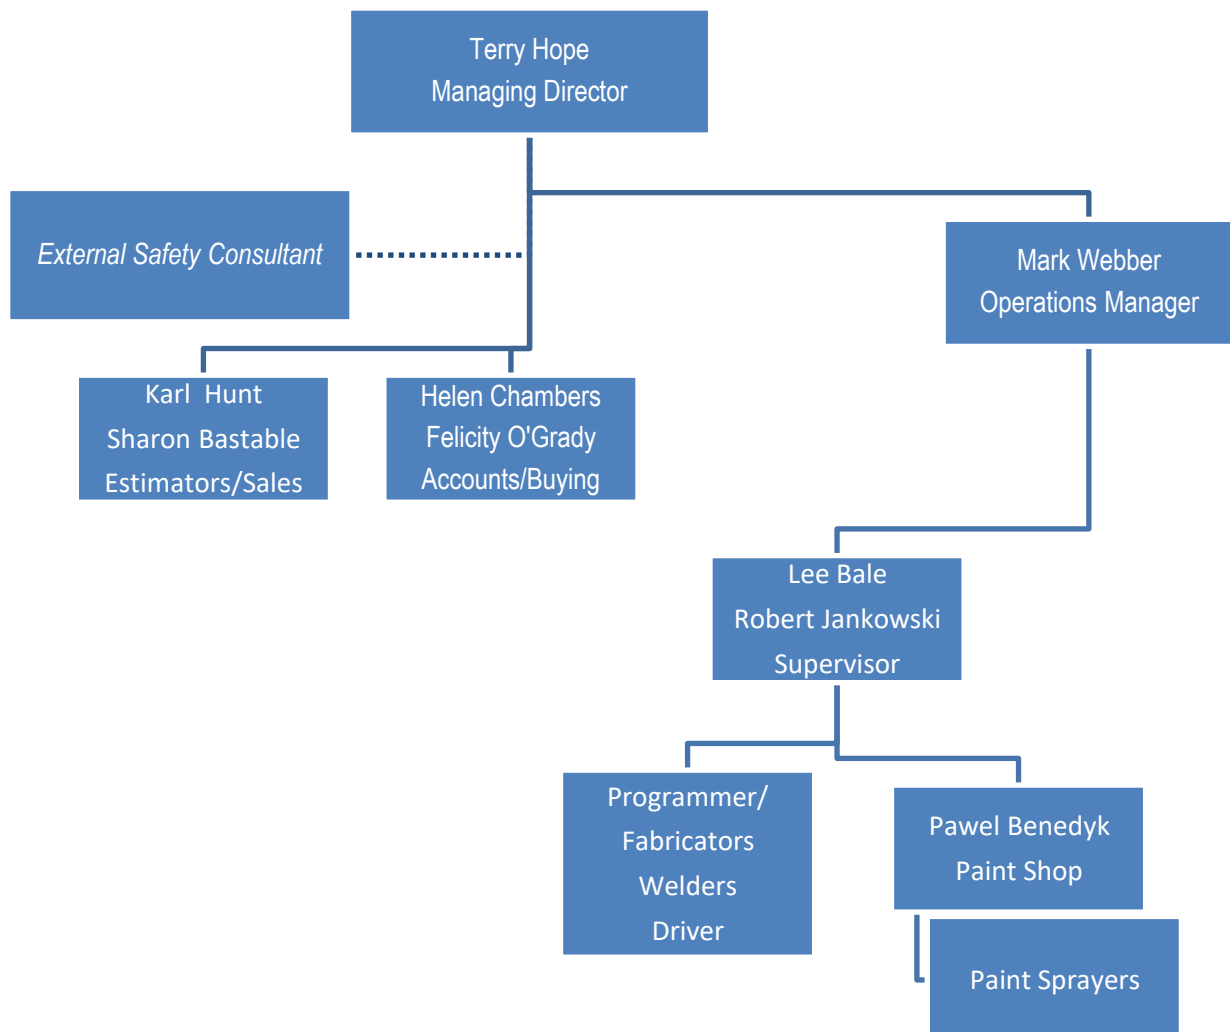 Terry Hope
Managing Director
External Safety Consultant
Mark Webber
Operations Manager
Karl  Hunt
Sharon Bastable
Estimators/Sales
Helen Chambers
Felicity O'Grady
Accounts/Buying
Lee Bale
Robert Jankowski
Supervisor
Programmer/
Fabricators
Welders
Driver
Pawel Benedyk
Paint Shop
Paint Sprayers